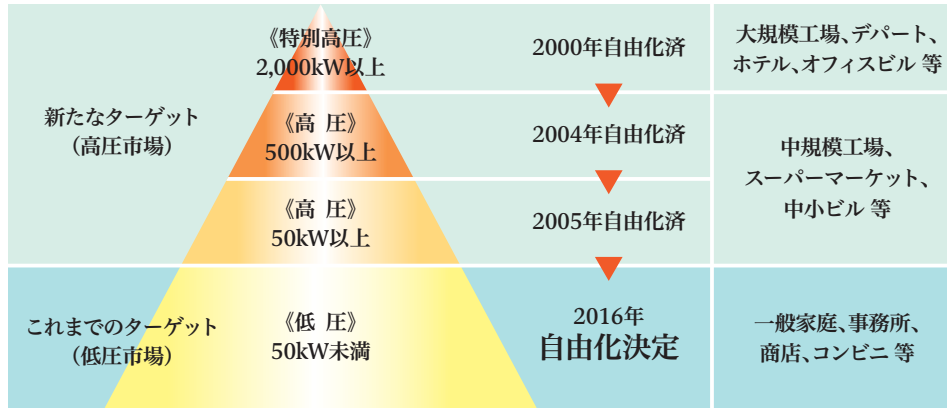 新たなターゲット
（高圧市場）
《特別高圧》
2,000kW以上
2000年自由化済
大規模工場、デパート、
ホテル、オフィスビル 等
《高 圧》
500kW以上
2004年自由化済
《高 圧》
50kW以上
2005年自由化済
中規模工場、
スーパーマーケット、
中小ビル 等
これまでのターゲット
（低圧市場）
《低 圧》
50kW未満
2016年
自由化決定
一般家庭、事務所、
商店、コンビニ 等